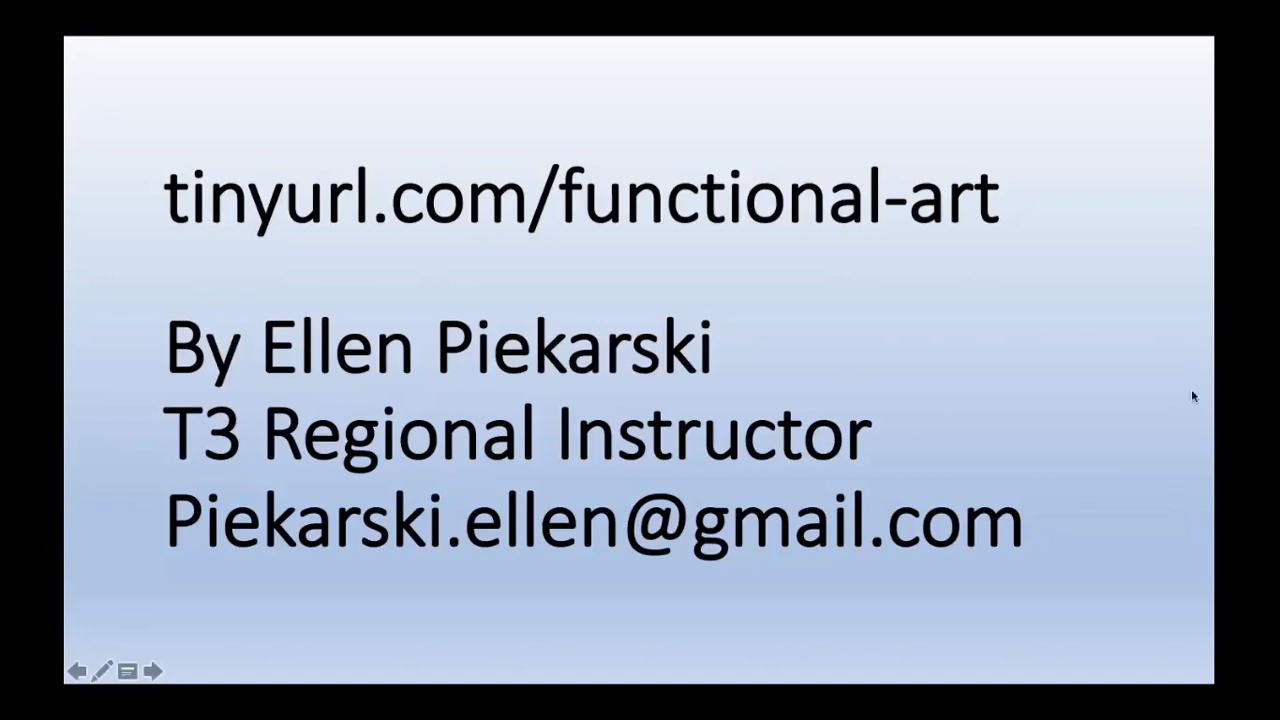 tinyurl.com/functional-art
By Ellen Piekarski
T3 Regional Instructor
Piekarski.ellen@gmail.com